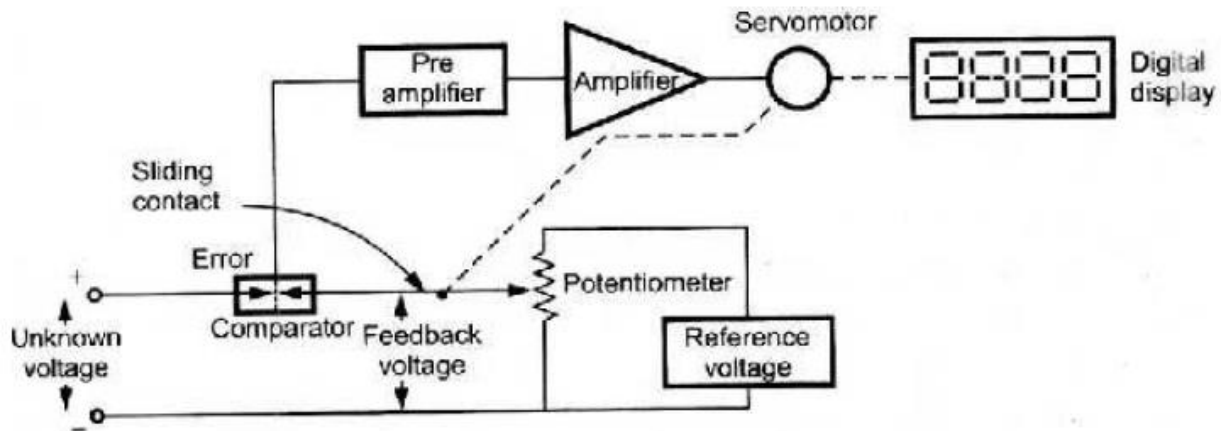 Servomotor
Pre
amplifier
Amplifier
Digital
display
Sliding
contact
Error
Potentiometer
+
Comparator
Unknown
voltage
Feedback
voltage
Reference
voltage
-